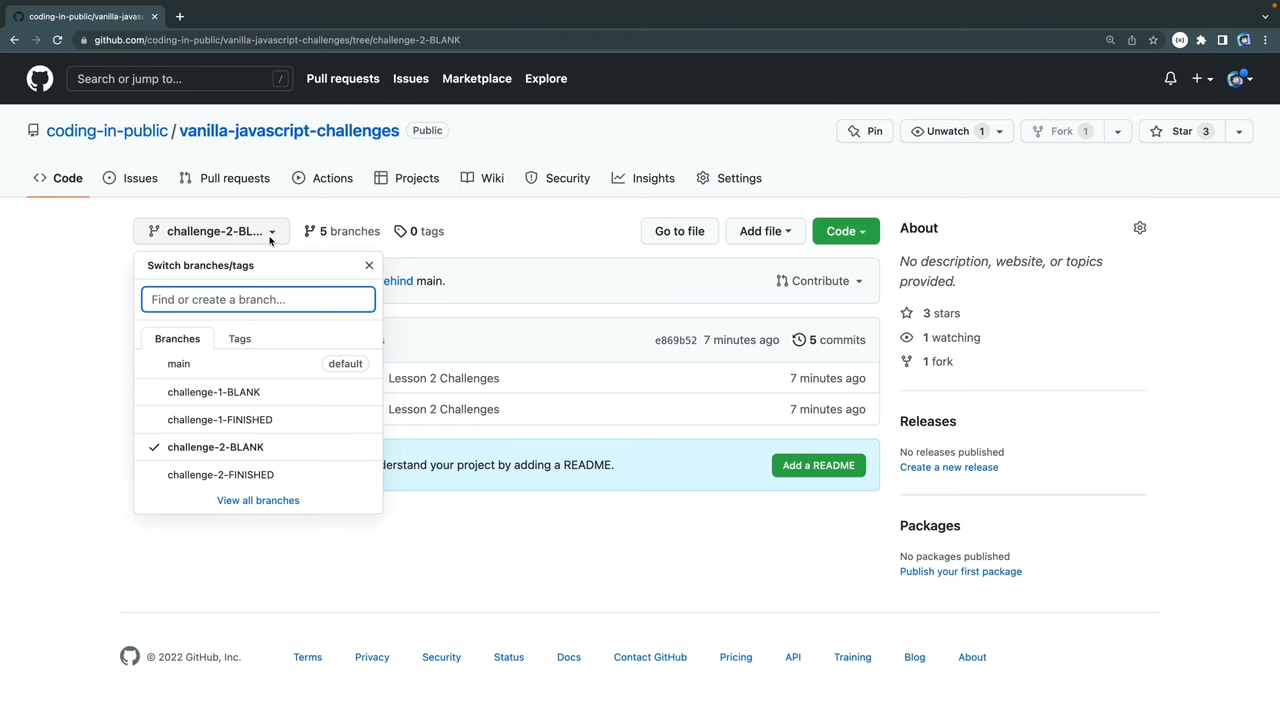 coding-in-public/vanilla-javasc
github.com/coding-in-public/vanilla-javascript-challenges/tree/challenge-2-BLANK
Search or jump to... /
Pull requests Issues Marketplace Explore
coding-in-public / vanilla-javascript-challenges Public
Pin Unwatch 1 Fork 1 Star 3
Code Issues Pull requests Actions Projects Wiki Security Insights Settings
challenge-2-BL... 5 branches 0 tags Go to file Add file Code
Switch branches/tags
Find or create a branch...
Branches Tags
main default
challenge-1-BLANK
challenge-1-FINISHED
challenge-2-BLANK
challenge-2-FINISHED
View all branches
ehind main. Contribute
e869b52 7 minutes ago 5 commits
Lesson 2 Challenges 7 minutes ago
Lesson 2 Challenges 7 minutes ago
derstand your project by adding a README. Add a README
About
No description, website, or topics
provided.
3 stars
1 watching
1 fork
Releases
No releases published
Create a new release
Packages
No packages published
Publish your first package
© 2022 GitHub, Inc. Terms Privacy Security Status Docs Contact GitHub Pricing API Training Blog About